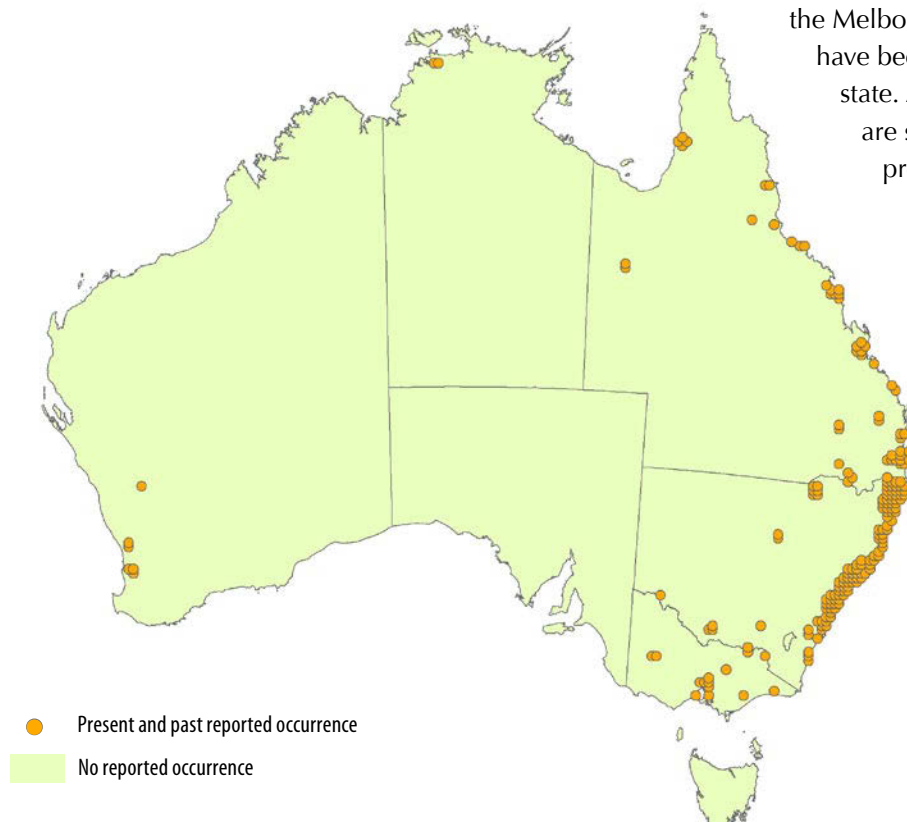 the Melbo
have bee
state.
are s
pr
Present and past reported occurrence
No reported occurrence